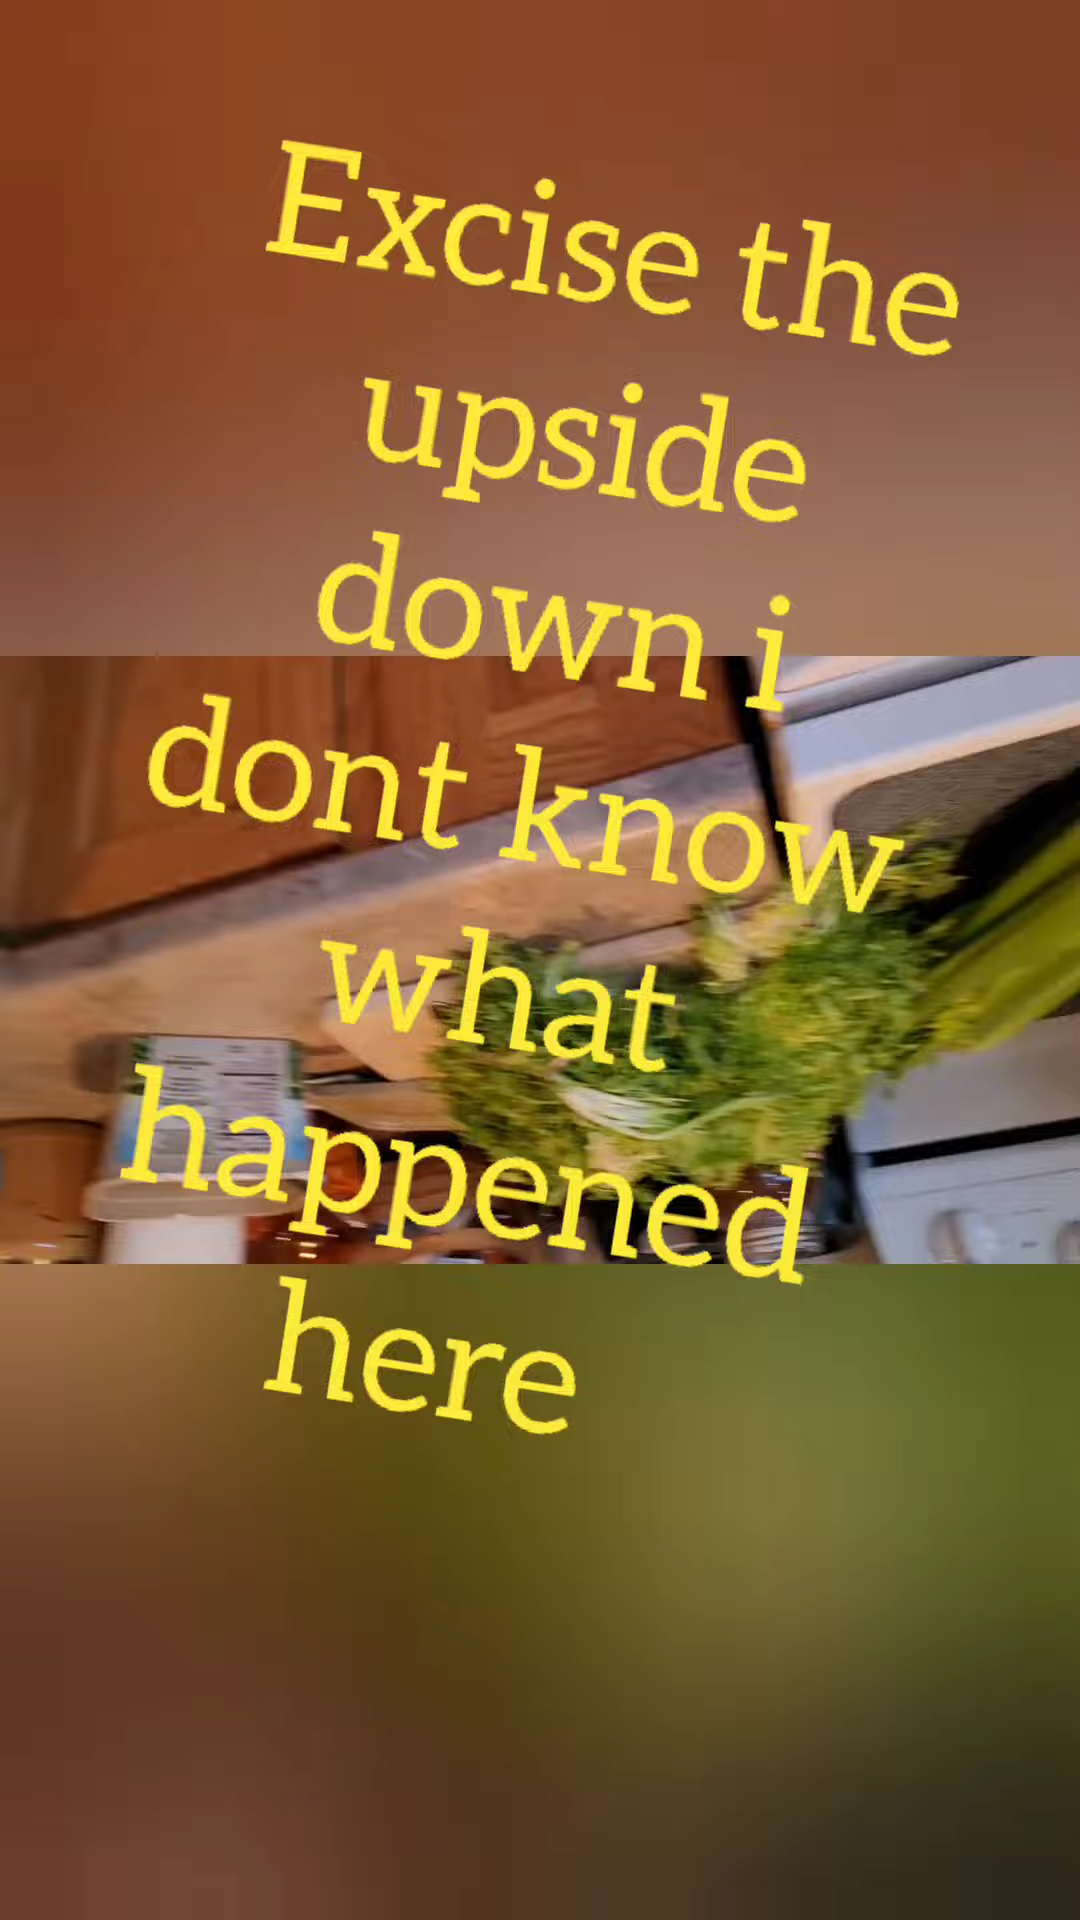 Excise the
upside
down i
dont know
what
happened
here